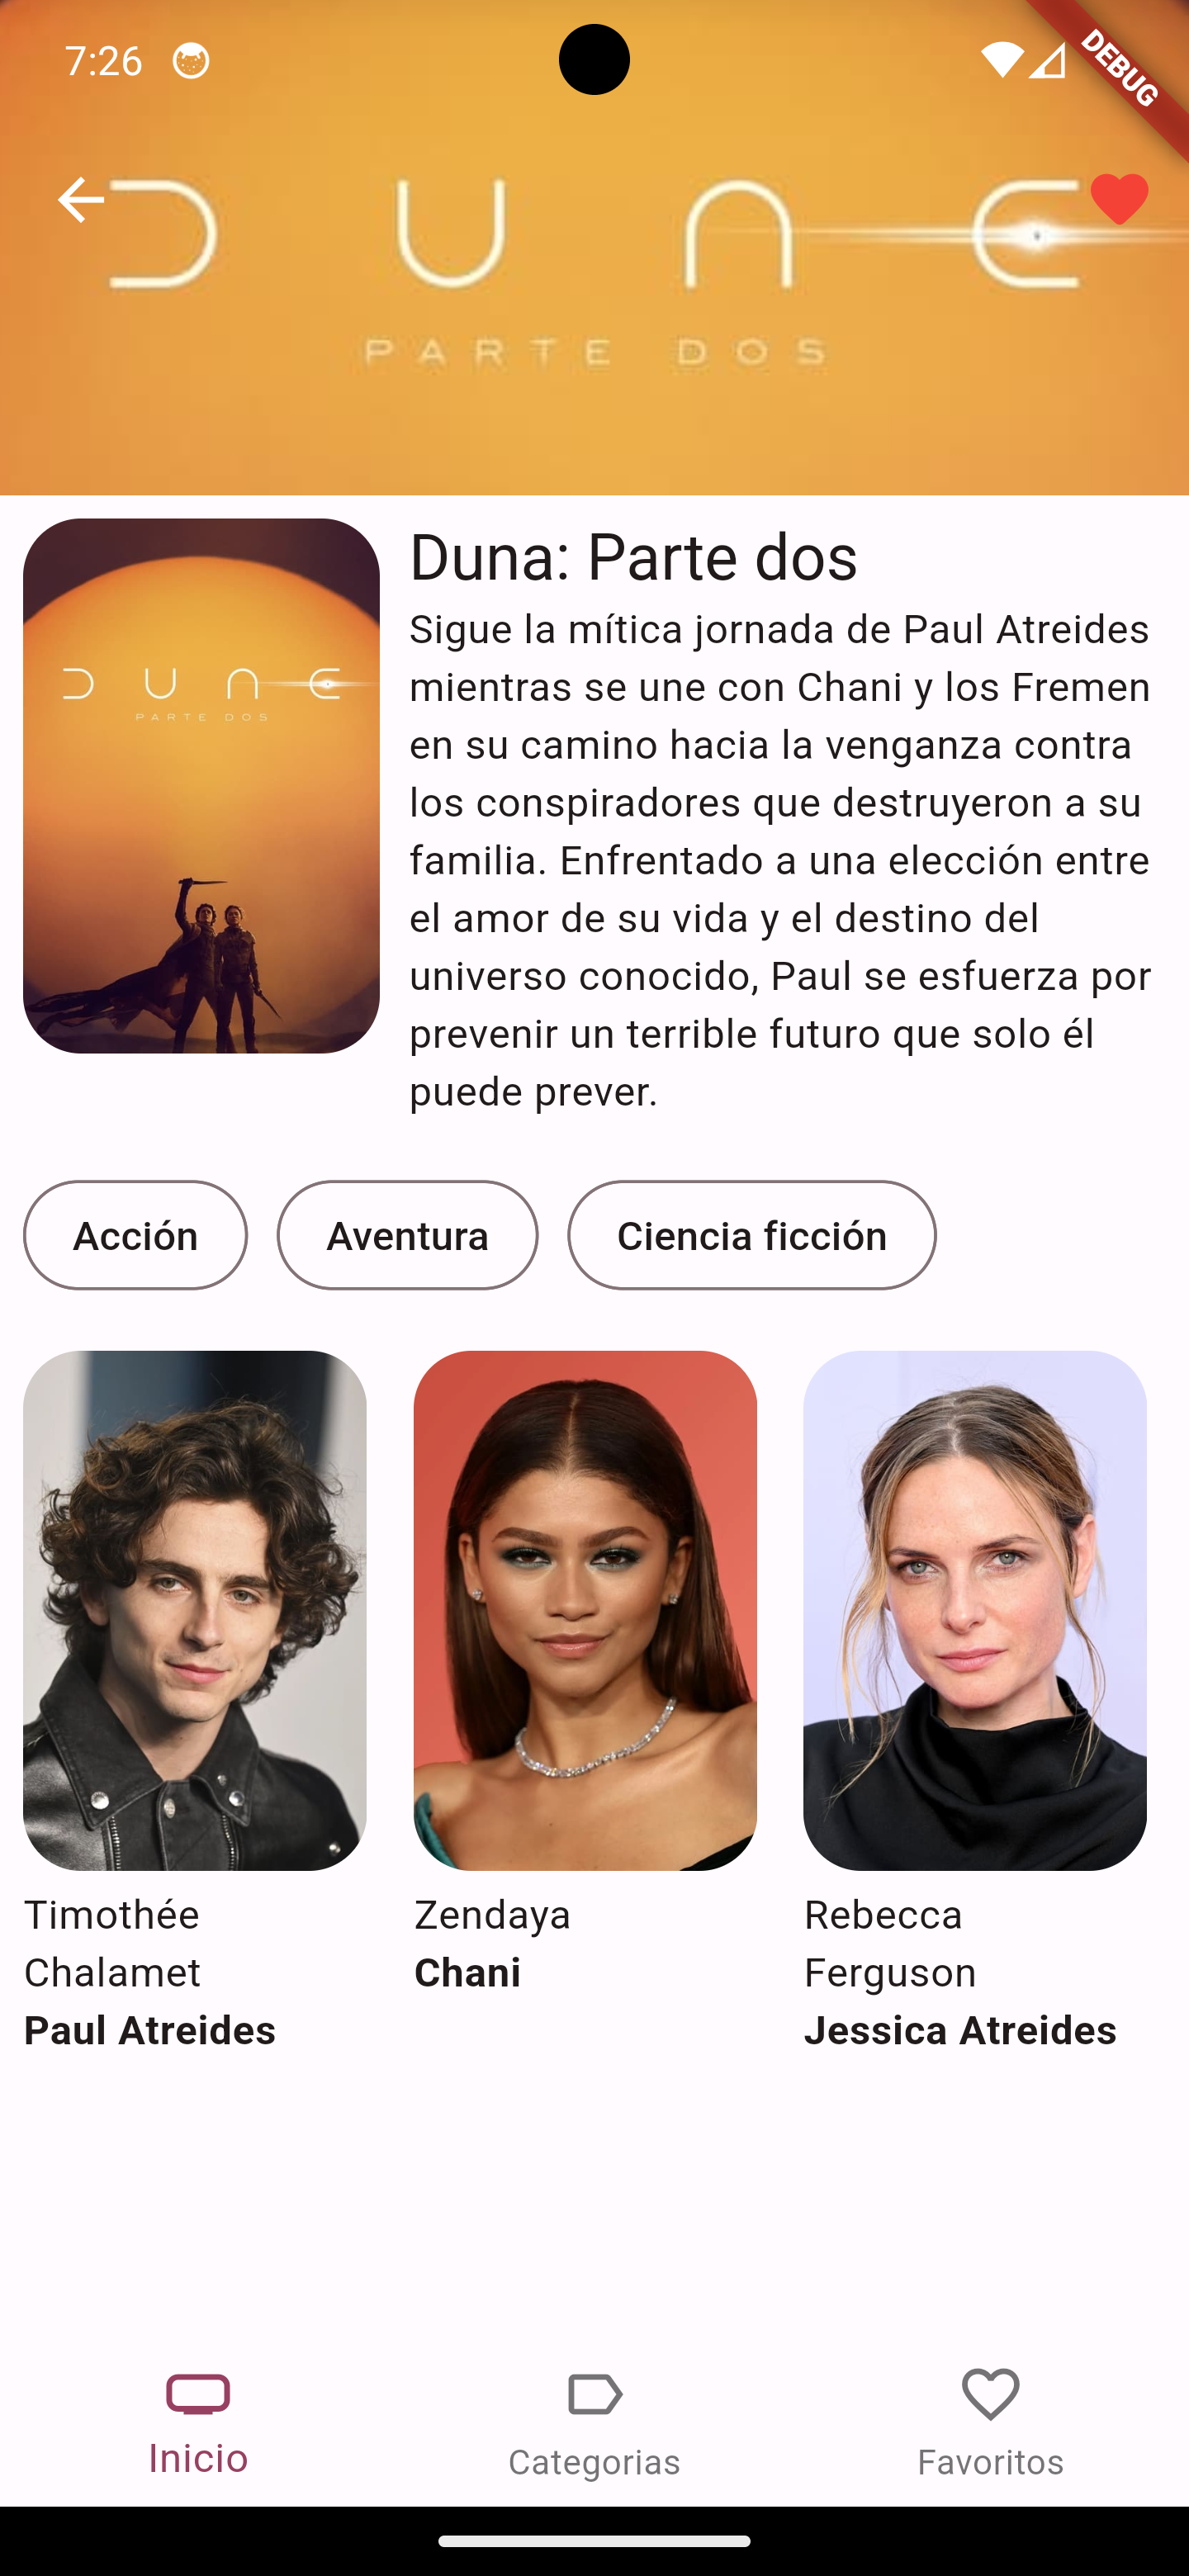 7:26
DEBUG
DUNE
PARTE DOS
Duna: Parte dos
DUNE
PARTE DOS
Sigue la mítica jornada de Paul Atreides
mientras se une con Chani y los Fremen
en su camino hacia la venganza contra
los conspiradores que destruyeron a su
familia. Enfrentado a una elección entre
el amor de su vida y el destino del
universo conocido, Paul se esfuerza por
prevenir un terrible futuro que solo él
puede prever.
Acción
Aventura
Ciencia ficción
Timothée
Chalamet
Paul Atreides
Zendaya
Chani
Rebecca
Ferguson
Jessica Atreides
Inicio
Categorias
Favoritos